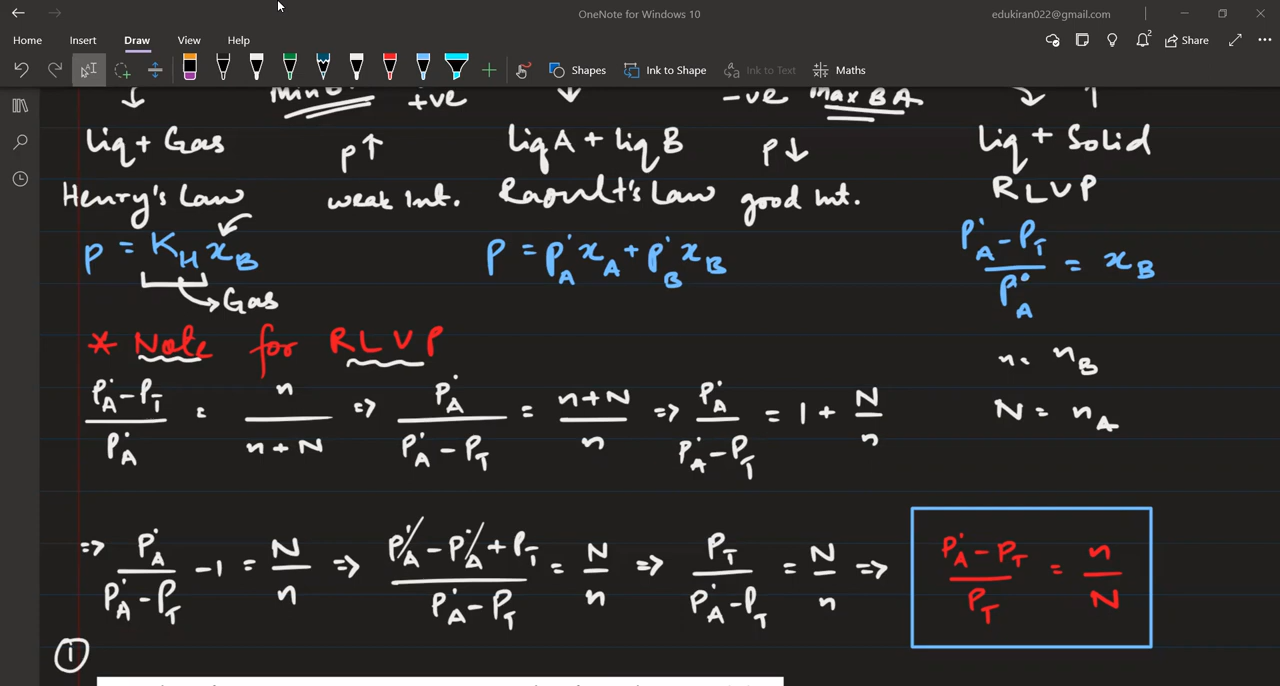 OneNote for Windows 10
edukiran022@gmail.com
Home Insert Draw View Help
Share
Shapes Ink to Shape Ink to Text Maths
+ve -ve Max BA
Liq + Gas P↑ Liq A + Liq B P↓ Liq + Solid
Henry's Law weak Int. Raoult's Law good Int. RLVP
P = K_H x_B P = P°_A x_A + P°_B x_B (P°_A - P_T)/P°_A = x_B
→ Gas
* Note for RLVP
n = n_B
N = n_A
(P°_A - P_T)/P°_A = n/(n + N) => P°_A/(P°_A - P_T) = (n + N)/n => P°_A/(P°_A - P_T) = 1 + N/n
=> P°_A/(P°_A - P_T) - 1 = N/n => (P°_A - P°_A + P_T)/(P°_A - P_T) = N/n => P_T/(P°_A - P_T) = N/n => (P°_A - P_T)/P_T = n/N
①